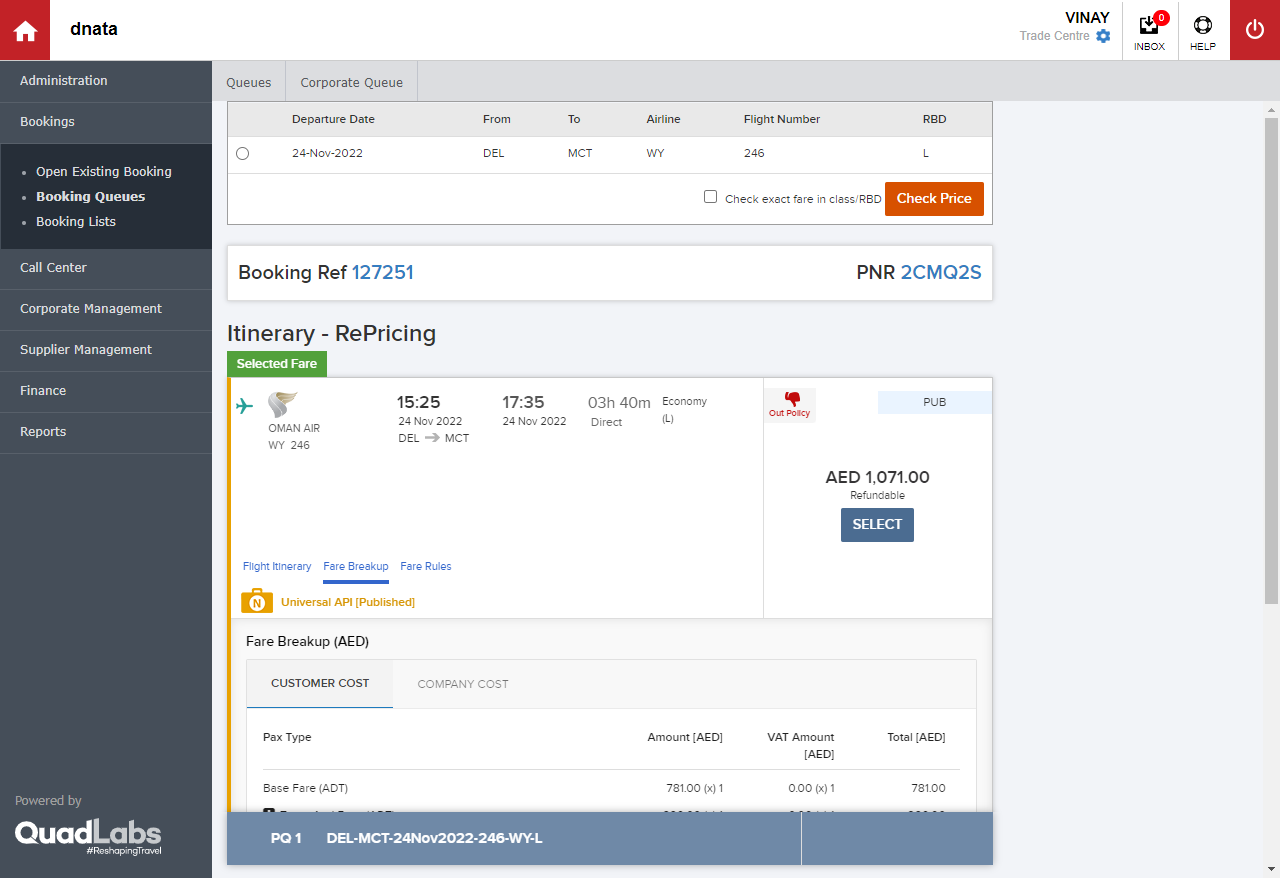 dnata
VINAY
Trade Centre
0
INBOX
HELP
Administration
Bookings
Open Existing Booking
Booking Queues
Booking Lists
Call Center
Corporate Management
Supplier Management
Finance
Reports
Powered by
QuadLabs
#ReshapingTravel
Queues
Corporate Queue
Departure Date From To Airline Flight Number RBD
24-Nov-2022 DEL MCT WY 246 L
Check exact fare in class/RBD Check Price
Booking Ref 127251 PNR 2CMQ2S
Itinerary - RePricing
Selected Fare
OMAN AIR
WY 246
15:25
24 Nov 2022
DEL MCT
17:35
24 Nov 2022
03h 40m
Direct
Economy
(L)
Out Policy
PUB
AED 1,071.00
Refundable
SELECT
Flight Itinerary Fare Breakup Fare Rules
N
Universal API [Published]
Fare Breakup (AED)
CUSTOMER COST COMPANY COST
Pax Type Amount [AED] VAT Amount [AED] Total [AED]
Base Fare (ADT) 781.00 (x) 1 0.00 (x) 1 781.00
PQ 1 DEL-MCT-24Nov2022-246-WY-L